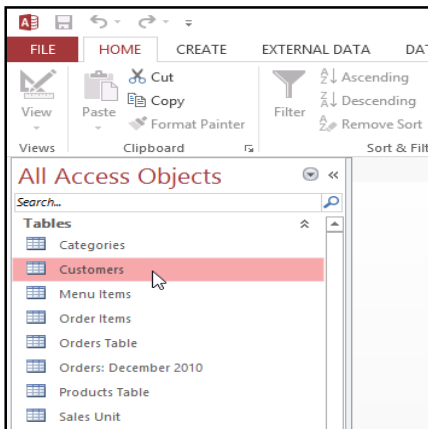 FILE HOME CREATE EXTERNAL DATA DAT
View
Paste
Cut
Copy
Format Painter
Filter
Ascending
Descending
Remove Sort
Views Clipboard Sort & Filt
All Access Objects
Search...
Tables
Categories
Customers
Menu Items
Order Items
Orders Table
Orders: December 2010
Products Table
Sales Unit